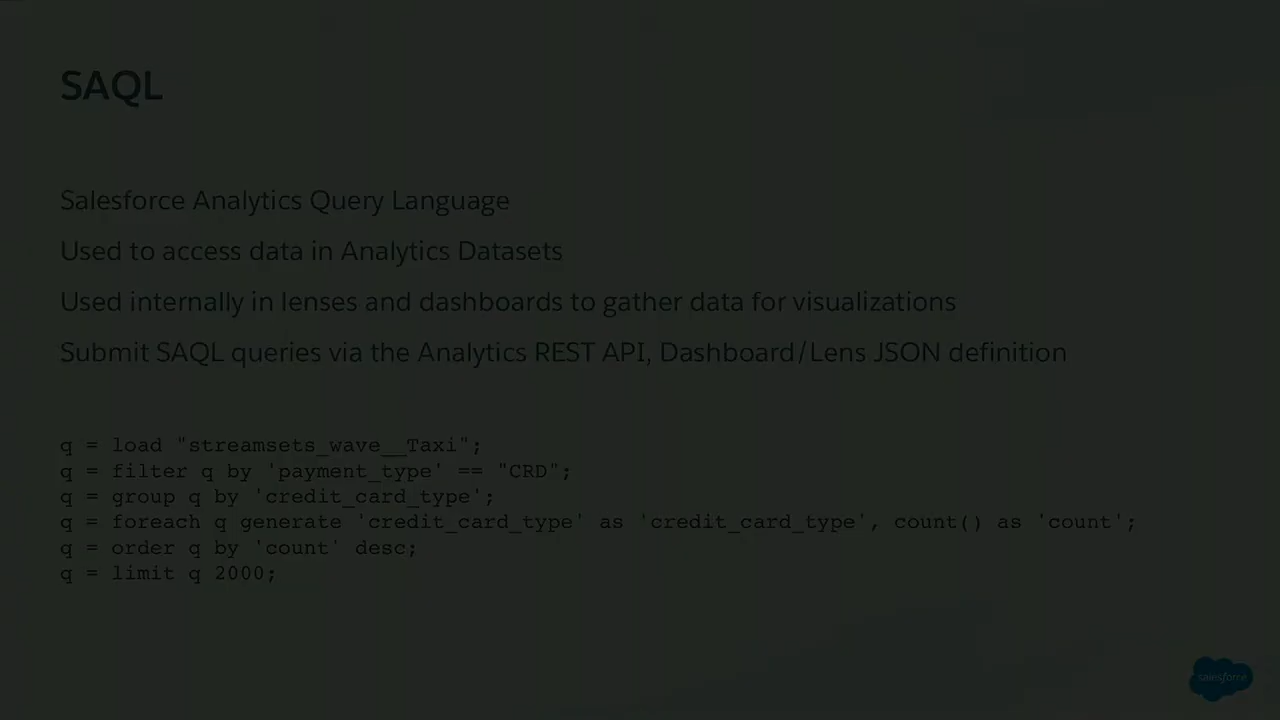 SAQL
Salesforce Analytics Query Language
Used to access data in Analytics Datasets
Used internally in lenses and dashboards to gather data for visualizations
Submit SAQL queries via the Analytics REST API, Dashboard/Lens JSON definition
q = load "streamsets_wave__Taxi";
q = filter q by 'payment_type' == "CRD";
q = group q by 'credit_card_type';
q = foreach q generate 'credit_card_type' as 'credit_card_type', count() as 'count';
q = order q by 'count' desc;
q = limit q 2000;
salesforce